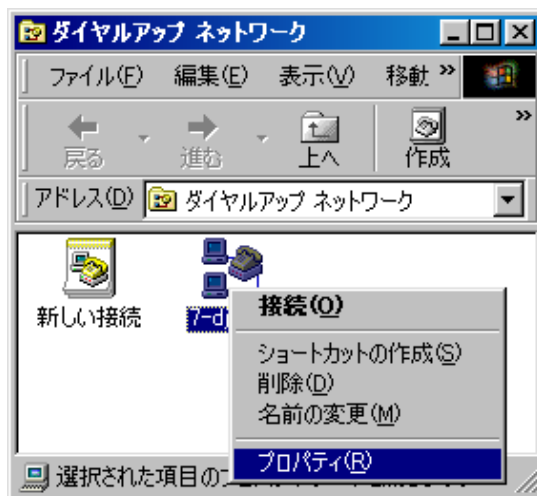 ダイヤルアップ ネットワーク
ファイル(F) 編集(E) 表示(V) 移動 »
戻る 進む 上へ 作成 »
アドレス(D) ダイヤルアップ ネットワーク
新しい接続
接続(O)
ショートカットの作成(S)
削除(D)
名前の変更(M)
プロパティ(R)
選択された項目の